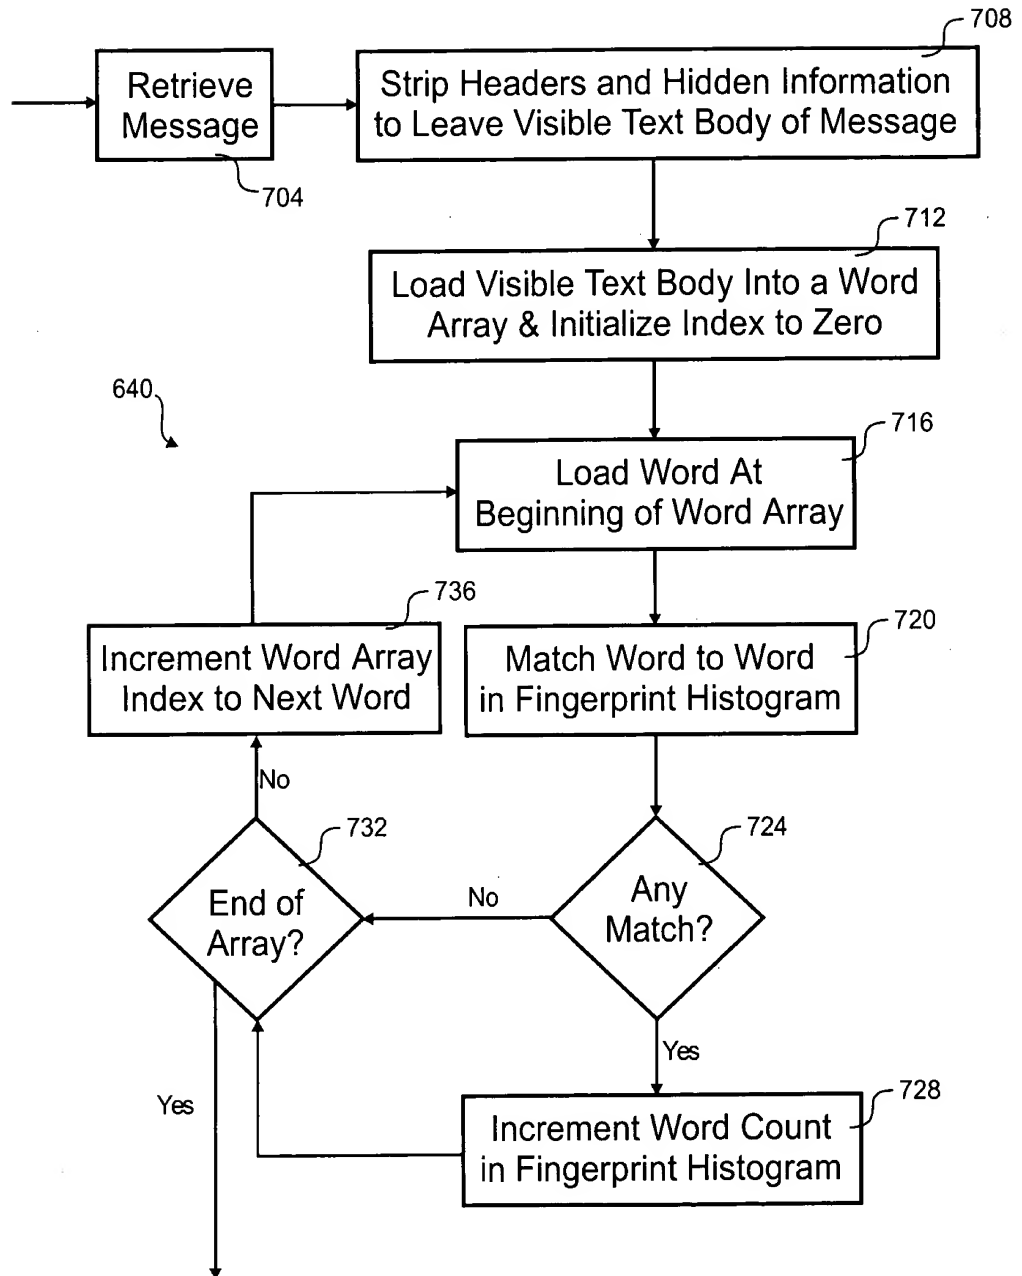 708
Retrieve
Message
704
Strip Headers and Hidden Information
to Leave Visible Text Body of Message
712
Load Visible Text Body Into a Word
Array & Initialize Index to Zero
640
716
Load Word At
Beginning of Word Array
736
Increment Word Array
Index to Next Word
720
Match Word to Word
in Fingerprint Histogram
No
732
End of
Array?
No
724
Any
Match?
Yes
Yes
728
Increment Word Count
in Fingerprint Histogram